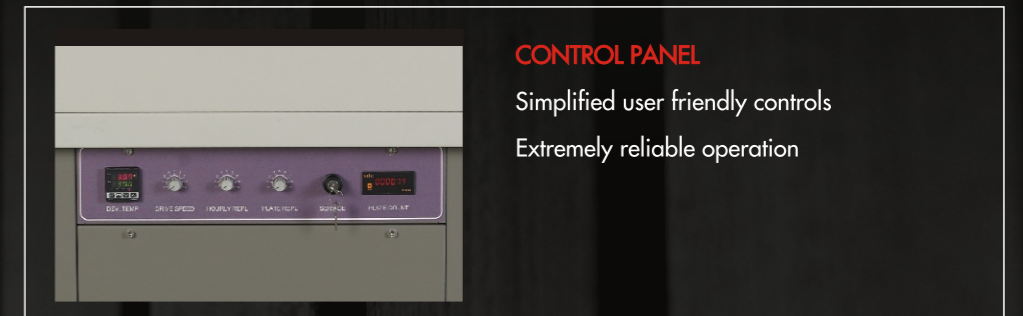 CONTROL PANEL
Simplified user friendly controls
Extremely reliable operation
DEV. TEMP DRIVE SPEED HOURLY REPL PLATE REPL PLATE COUNT